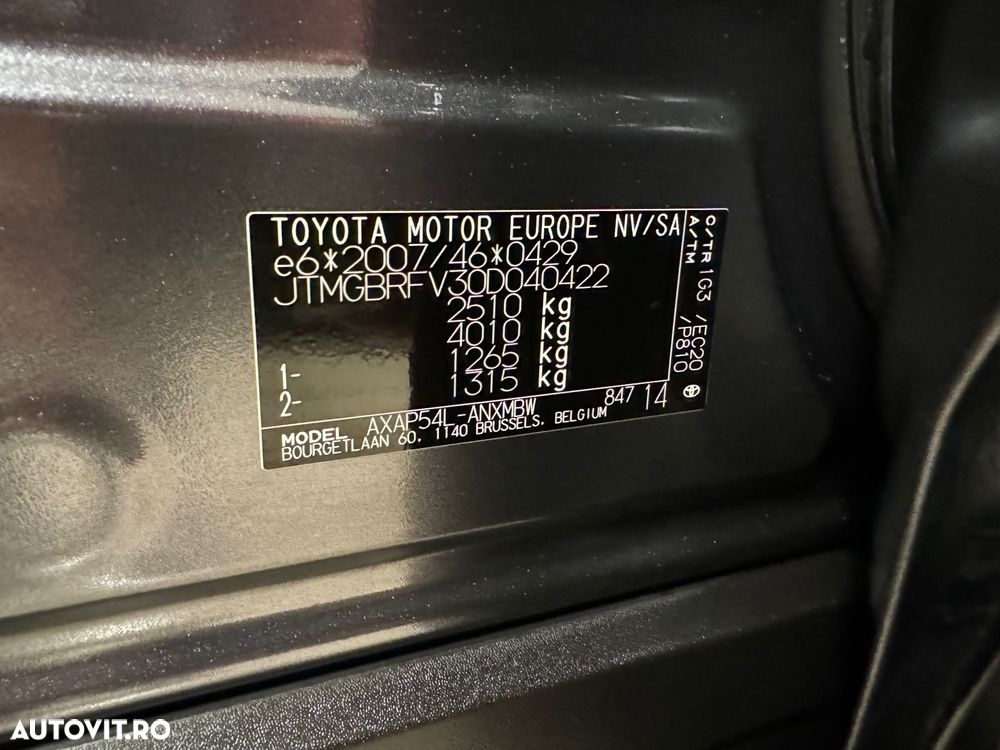 TOYOTA MOTOR EUROPE NV/SA
e6*2007/46*0429
JTMGBRFV30D040422
2510 kg
4010 kg
1- 1265 kg
2- 1315 kg
MODEL AXAP54L-ANXMBW 847 14
BOURGETLAAN 60, 1140 BRUSSELS, BELGIUM
C/TR 1G3 /EC20
A/TM /P810
AUTOVIT.RO